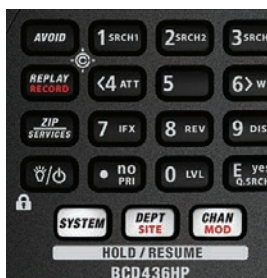 AVOID 1 SRCH1 2 SRCH2 3 SRCH
REPLAY RECORD <4 ATT 5 6> W
ZIP SERVICES 7 IFX 8 REV 9 DIS
• no PRI 0 LVL E yes Q.SRCH
SYSTEM DEPT SITE CHAN MOD
HOLD / RESUME
BCD436HP